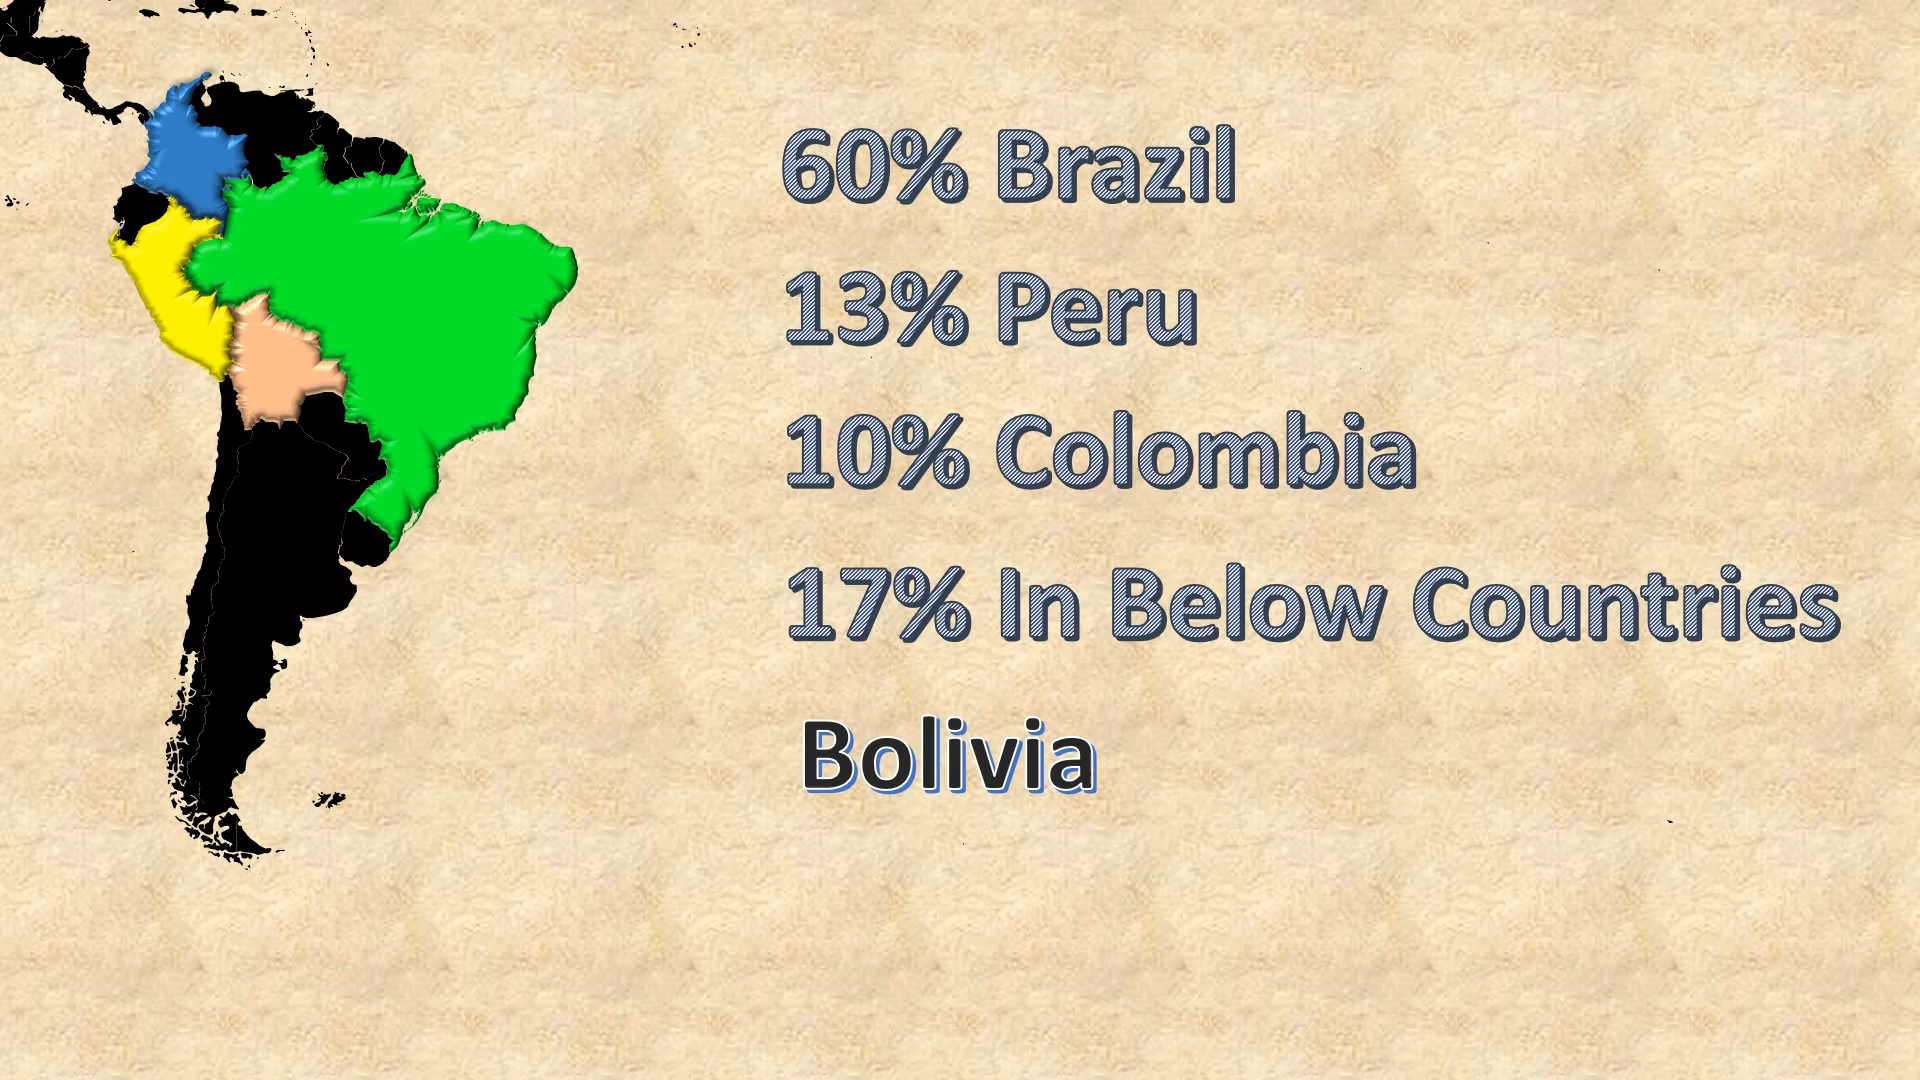 60% Brazil
13% Peru
10% Colombia
17% In Below Countries
Bolivia